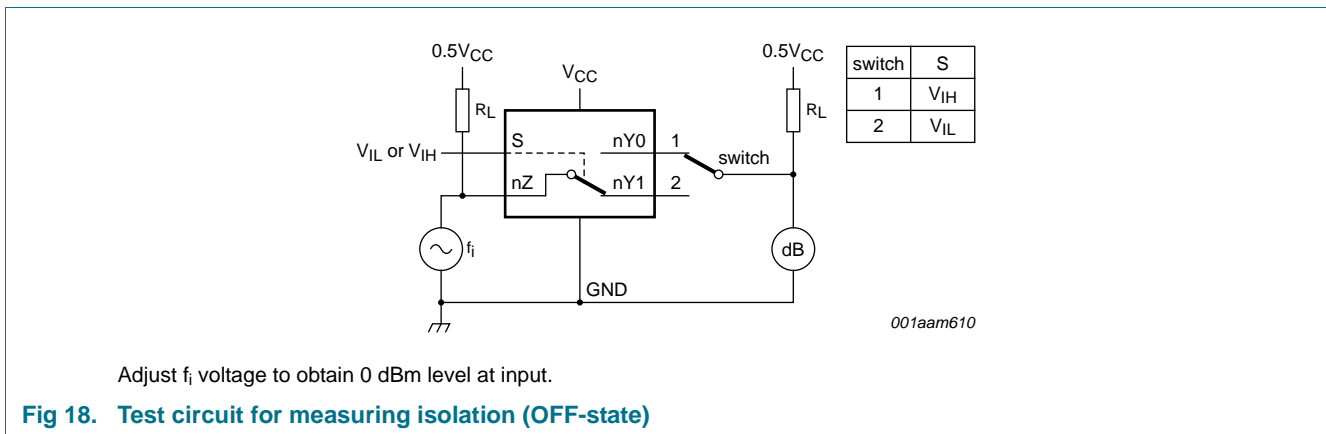 0.5VCC
VCC
0.5VCC
switch S
1 VIH
2 VIL
RL
RL
VIL or VIH
S
nY0
1
switch
nZ
nY1
2
fi
dB
GND
001aam610
Adjust fi voltage to obtain 0 dBm level at input.
Fig 18. Test circuit for measuring isolation (OFF-state)